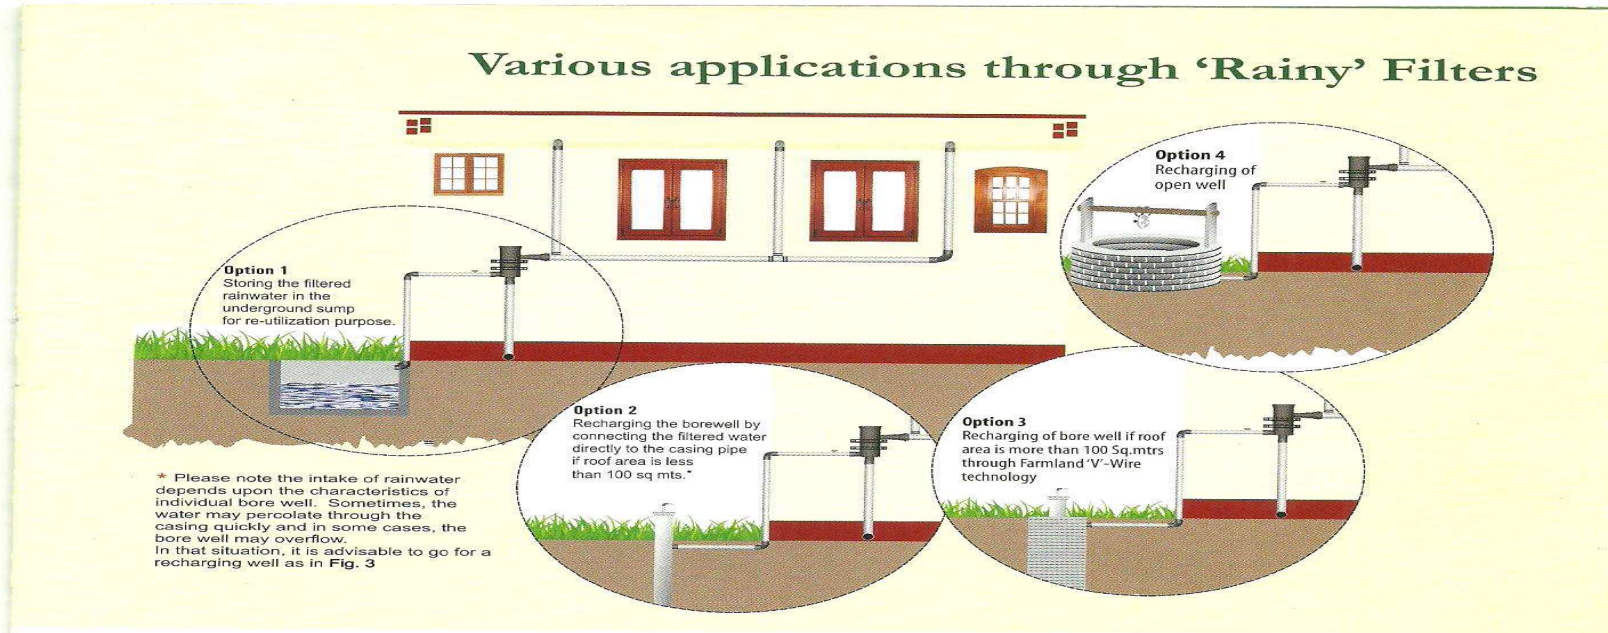 Various applications through ‘Rainy’ Filters
Option 4
Recharging of
open well
Option 1
Storing the filtered
rainwater in the
underground sump
for re-utilization purpose.
Option 2
Recharging the borewell by
connecting the filtered water
directly to the casing pipe
if roof area is less
than 100 sq mts.*
Option 3
Recharging of bore well if roof
area is more than 100 Sq.mtrs
through Farmland ‘V’-Wire
technology
* Please note the intake of rainwater
depends upon the characteristics of
individual bore well. Sometimes, the
water may percolate through the
casing quickly and in some cases, the
bore well may overflow.
In that situation, it is advisable to go for a
recharging well as in Fig. 3